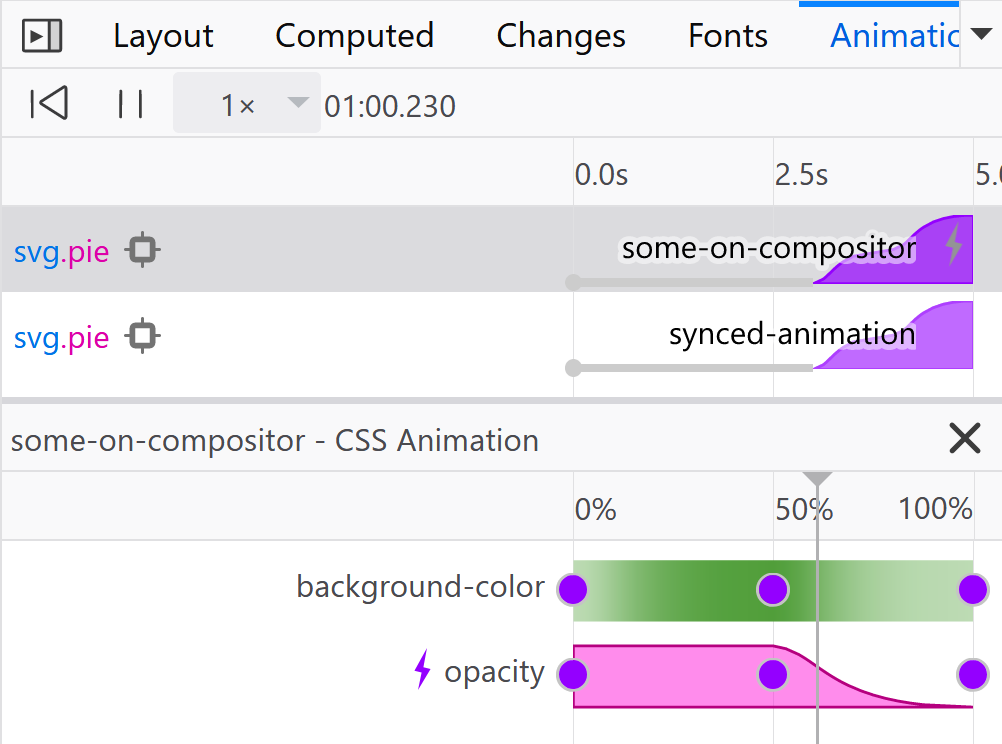 Layout Computed Changes Fonts Animatic
1× 01:00.230
0.0s 2.5s 5.0
svg.pie some-on-compositor
svg.pie synced-animation
some-on-compositor - CSS Animation
0% 50% 100%
background-color
opacity